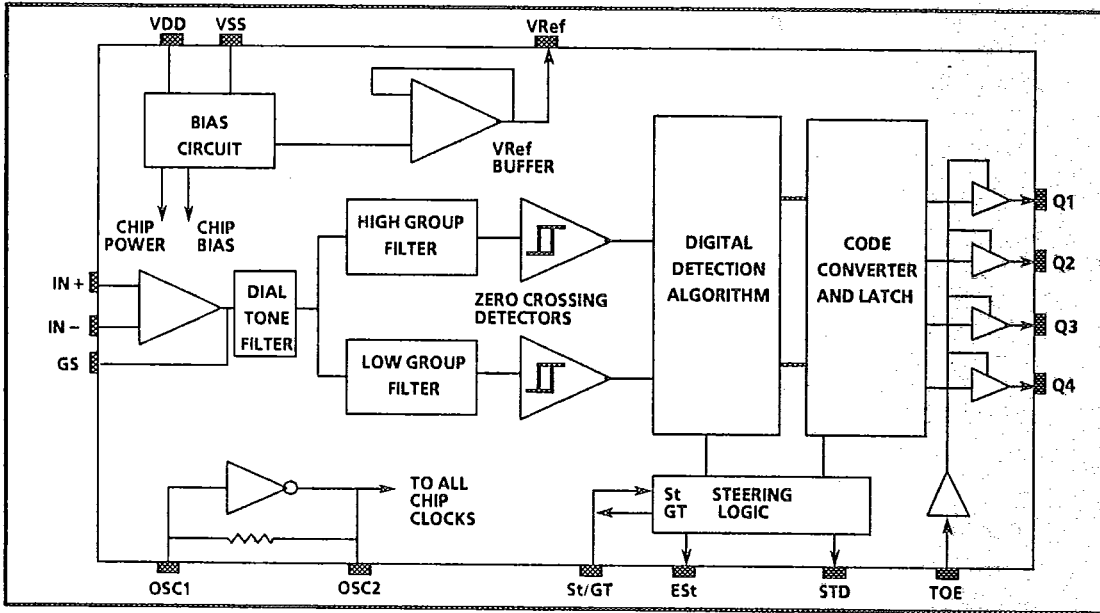 VDD
VSS
VRef
BIAS
CIRCUIT
VRef
BUFFER
CHIP
POWER
CHIP
BIAS
HIGH GROUP
FILTER
DIGITAL
DETECTION
ALGORITHM
CODE
CONVERTER
AND LATCH
Q1
Q2
Q3
Q4
IN +
IN –
GS
DIAL
TONE
FILTER
ZERO CROSSING
DETECTORS
LOW GROUP
FILTER
TO ALL
CHIP
CLOCKS
St STEERING
GT LOGIC
OSC1
OSC2
St/GT
ESt
STD
TOE